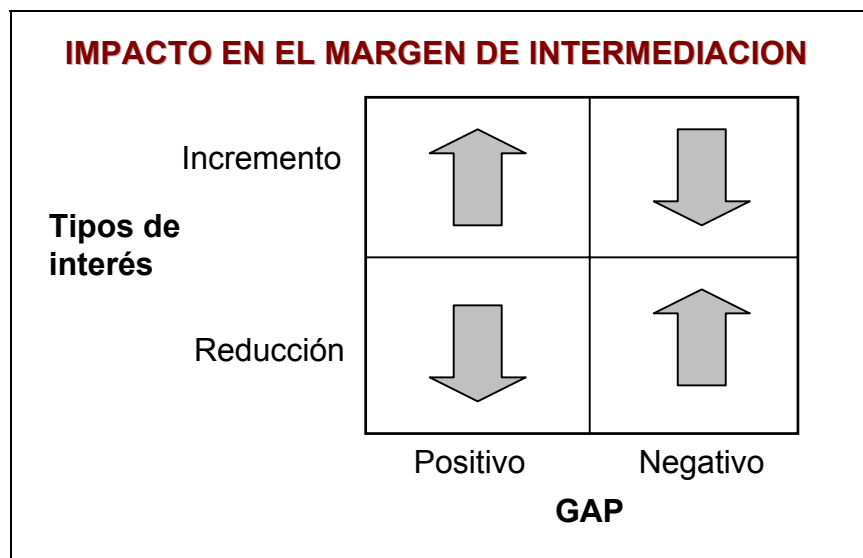 IMPACTO EN EL MARGEN DE INTERMEDIACION
Incremento
Tipos de
interés
Reducción
Positivo Negativo
GAP